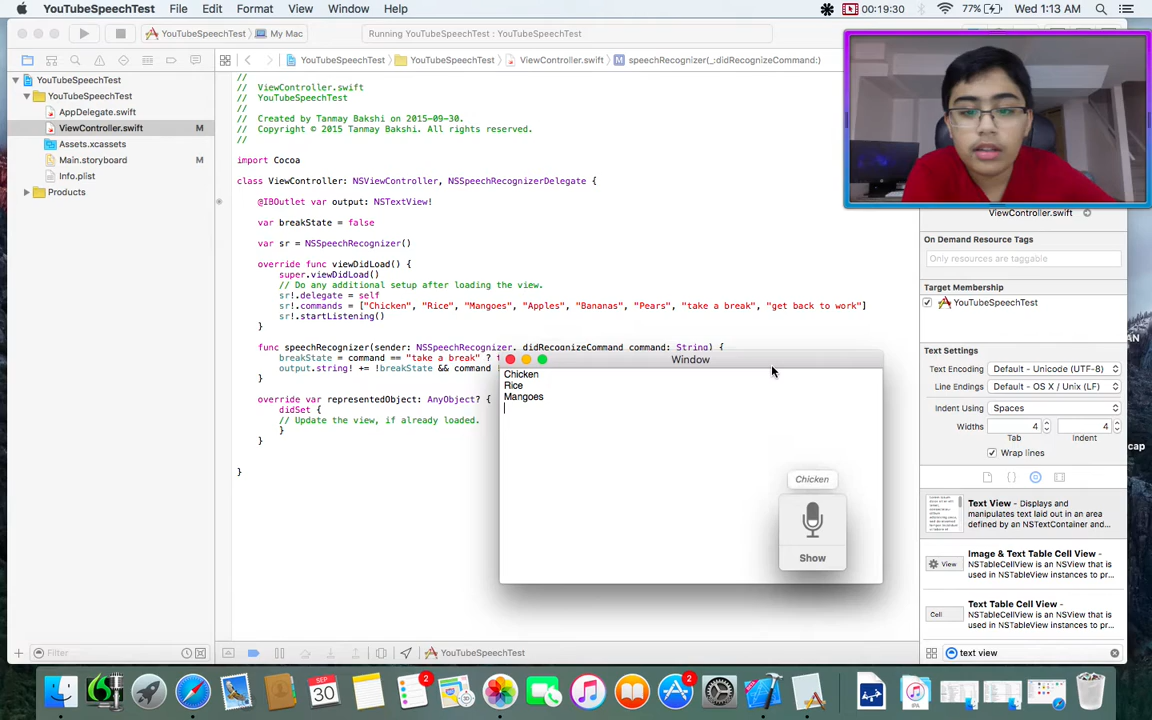 YouTubeSpeechTest File Edit Format View Window Help 00:19:30 77% Wed 1:13 AM
YouTubeSpeechTest My Mac Running YouTubeSpeechTest : YouTubeSpeechTest
YouTubeSpeechTest YouTubeSpeechTest ViewController.swift speechRecognizer(_:didRecognizeCommand:)
YouTubeSpeechTest
YouTubeSpeechTest
AppDelegate.swift
ViewController.swift M
Assets.xcassets
Main.storyboard M
Info.plist
Products
//
// ViewController.swift
// YouTubeSpeechTest
//
// Created by Tanmay Bakshi on 2015-09-30.
// Copyright © 2015 Tanmay Bakshi. All rights reserved.
//
import Cocoa
class ViewController: NSViewController, NSSpeechRecognizerDelegate {
@IBOutlet var output: NSTextView!
var breakState = false
var sr = NSSpeechRecognizer()
override func viewDidLoad() {
super.viewDidLoad()
// Do any additional setup after loading the view.
sr!.delegate = self
sr!.commands = ["Chicken", "Rice", "Mangoes", "Apples", "Bananas", "Pears", "take a break", "get back to work"]
sr!.startListening()
}
func speechRecognizer(sender: NSSpeechRecognizer, didRecognizeCommand command: String) {
breakState = command == "take a break" ?
output.string! += !breakState && command
}
override var representedObject: AnyObject? {
didSet {
// Update the view, if already loaded.
}
}
}
Window
Chicken
Rice
Mangoes
Chicken
Show
ViewController.swift
On Demand Resource Tags
Only resources are taggable
Target Membership
YouTubeSpeechTest
Text Settings
Text Encoding Default - Unicode (UTF-8)
Line Endings Default - OS X / Unix (LF)
Indent Using Spaces
Widths 4 4
Tab Indent
Wrap lines
Text View - Displays and
manipulates text laid out in an area
defined by an NSTextContainer and...
Image & Text Table Cell View -
NSTableCellView is an NSView that is
used in NSTableView instances to pr...
View
Text Table Cell View -
NSTableCellView is an NSView that is
used in NSTableView instances to pr...
Cell
Filter
YouTubeSpeechTest
text view
AN
cap
SEP
30
2
2